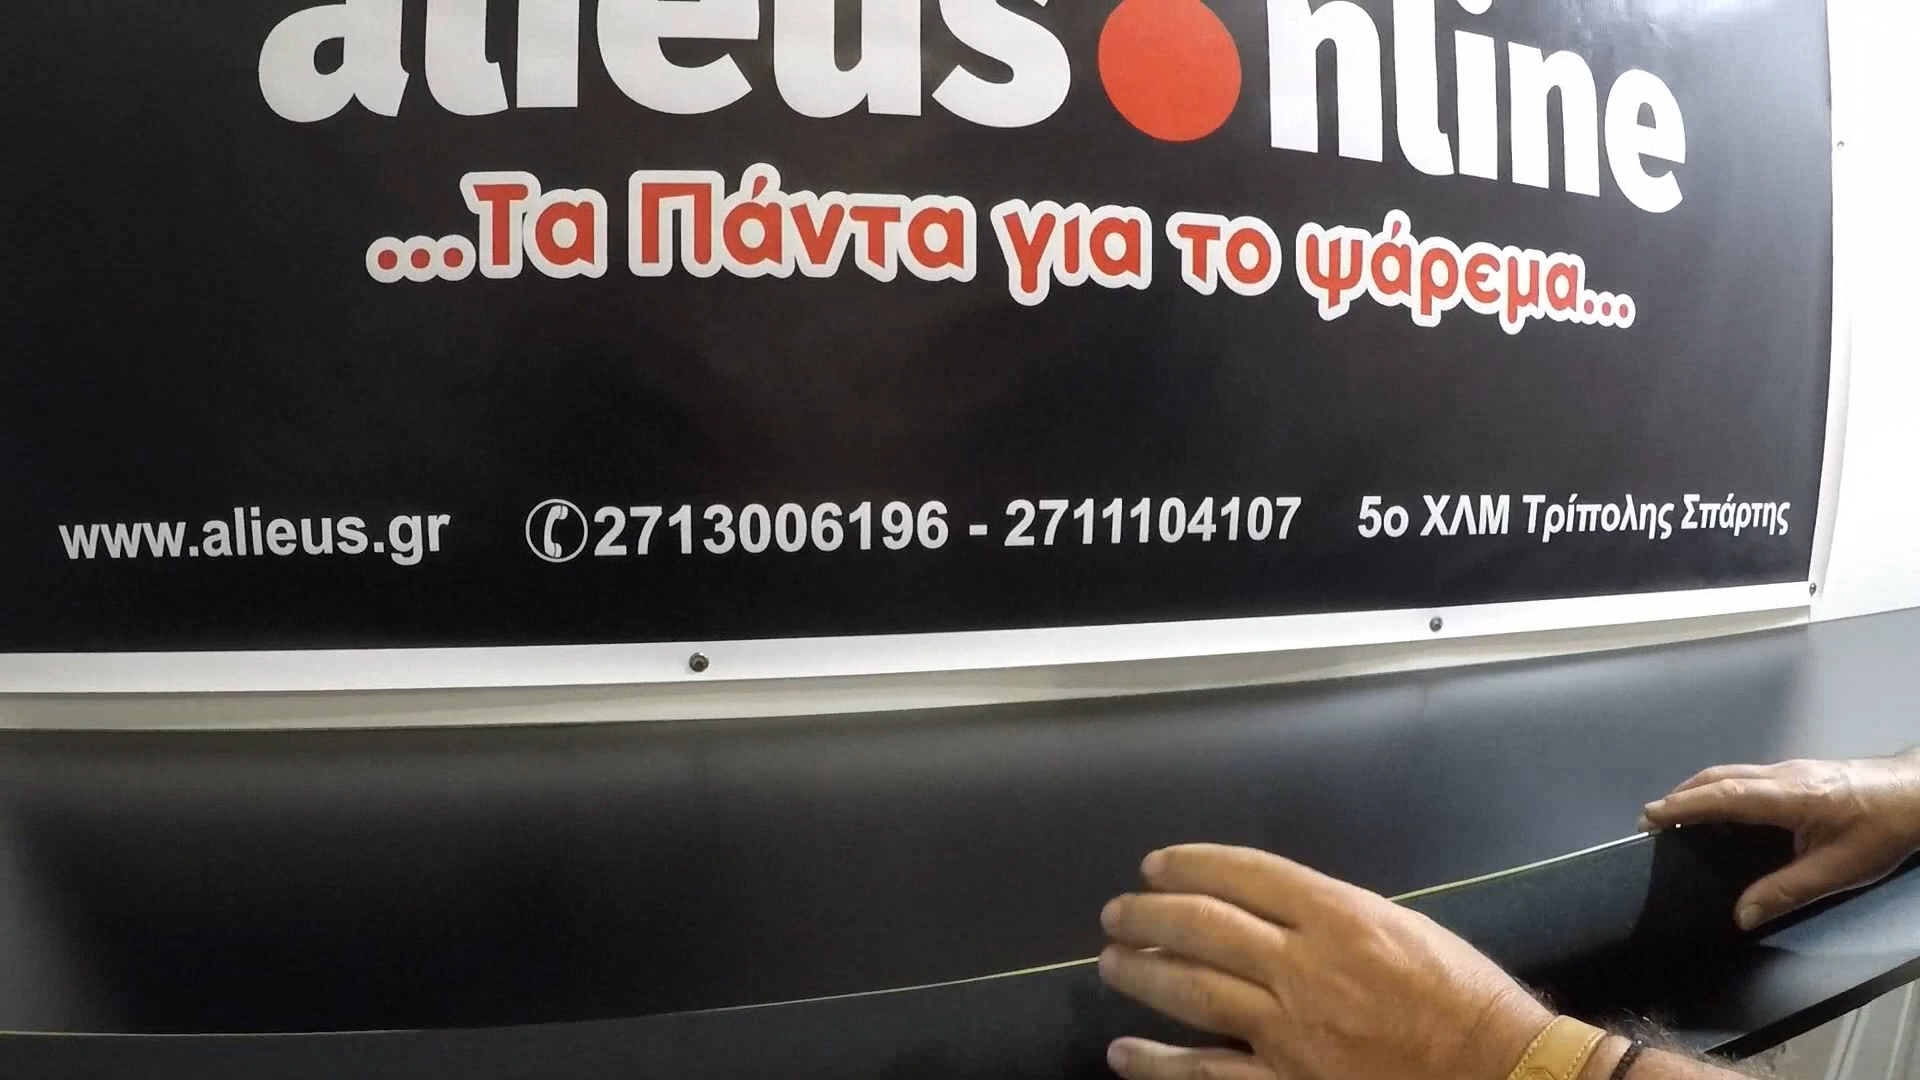 alieus nline
...Τα Πάντα για το ψάρεμα...
www.alieus.gr ✆2713006196 - 2711104107 5ο ΧΛΜ Τρίπολης Σπάρτης